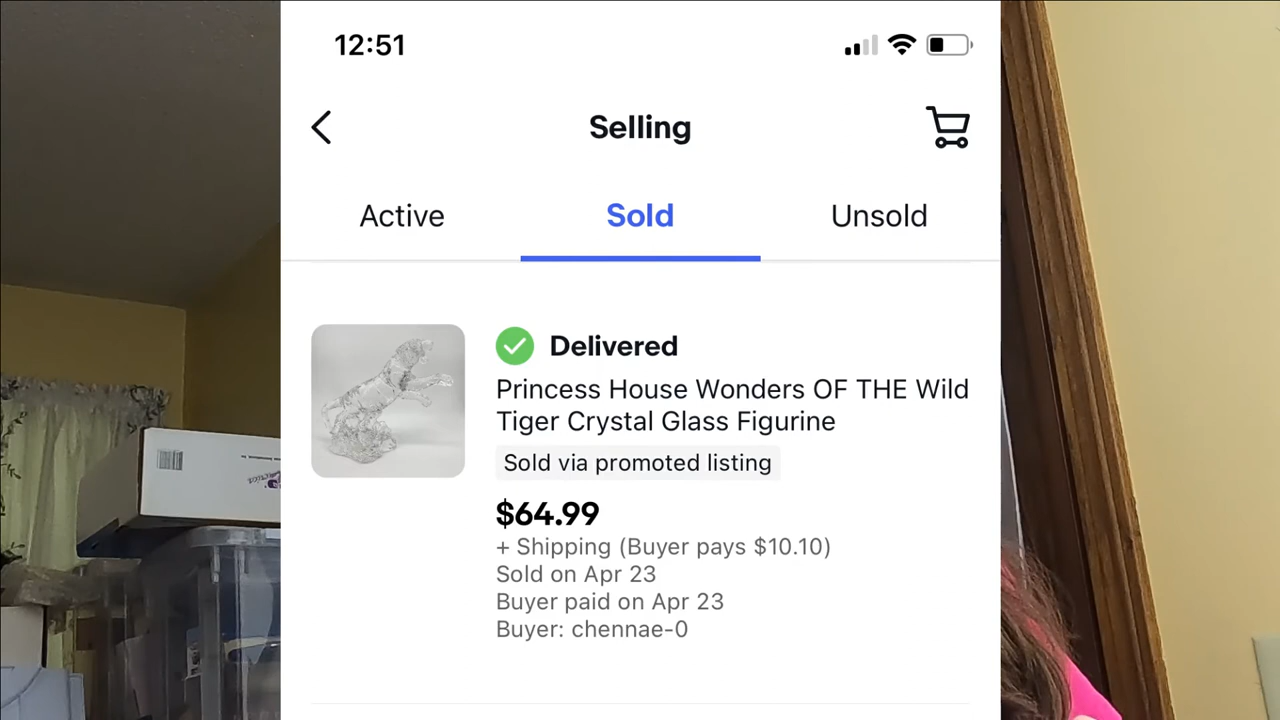 12:51
Selling
Active
Sold
Unsold
Delivered
Princess House Wonders OF THE Wild
Tiger Crystal Glass Figurine
Sold via promoted listing
$64.99
+ Shipping (Buyer pays $10.10)
Sold on Apr 23
Buyer paid on Apr 23
Buyer: chennae-0